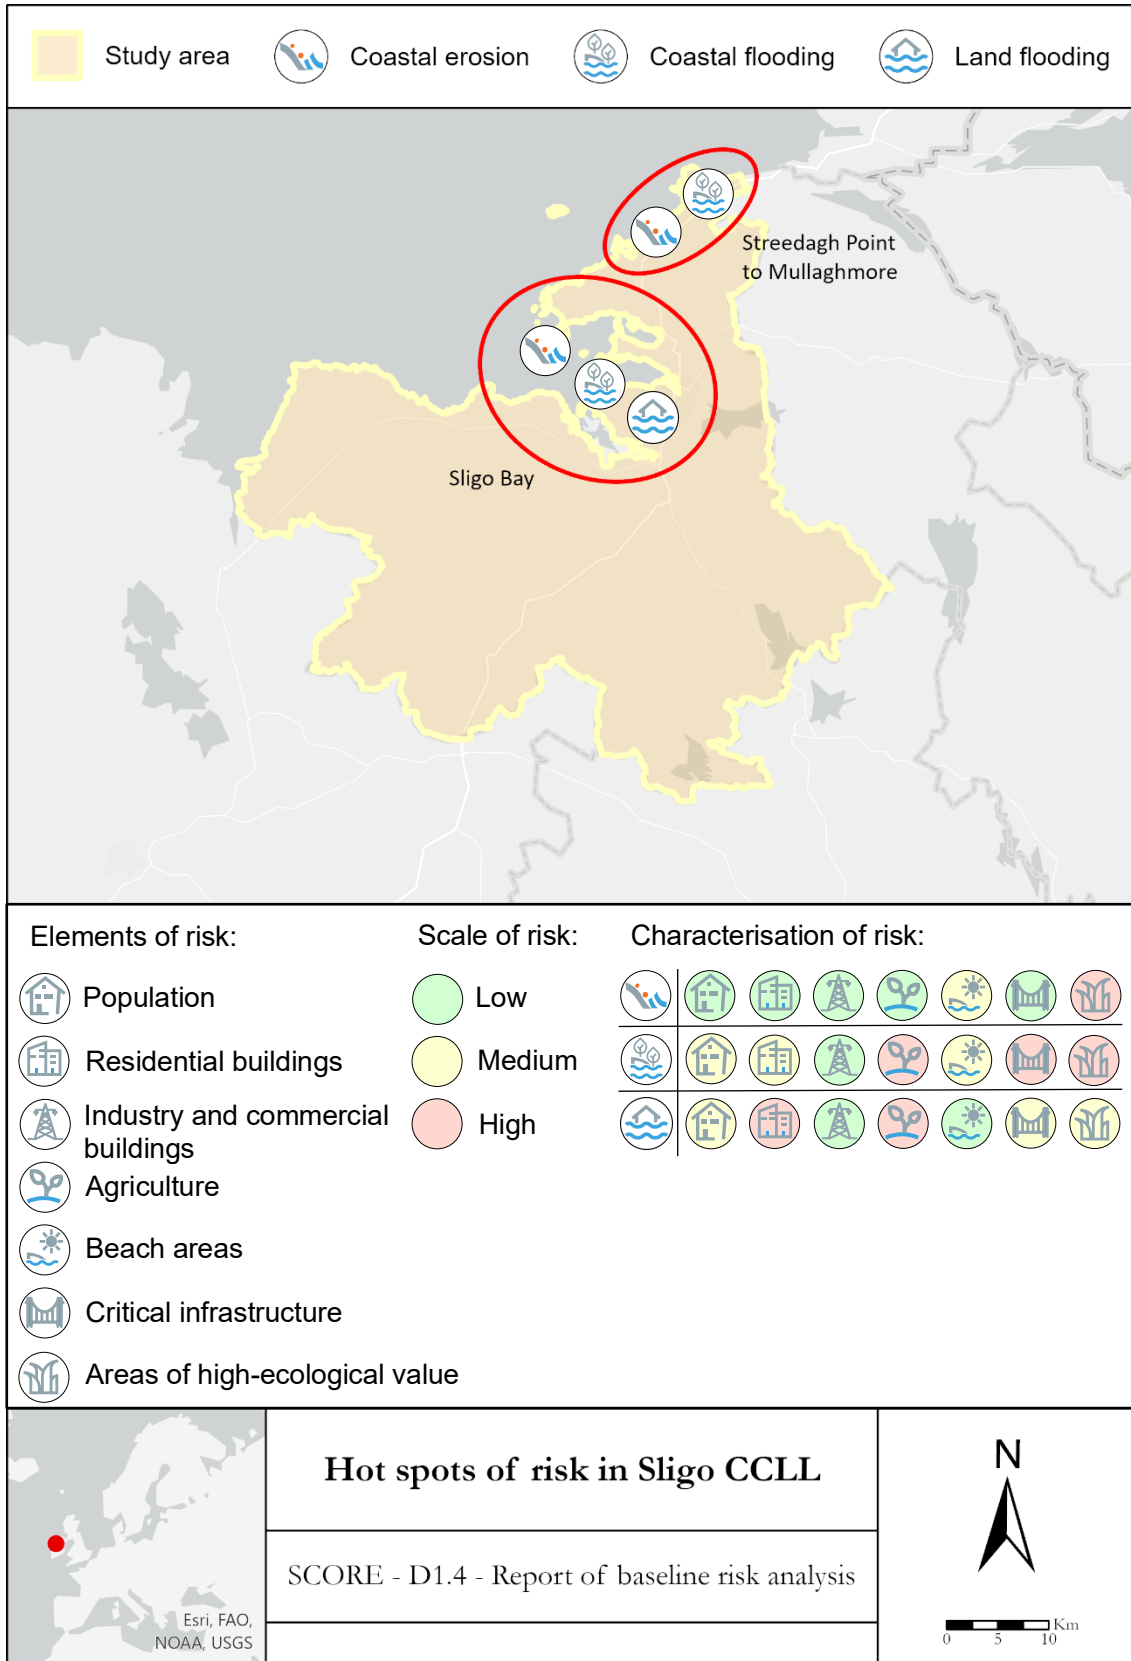 Study area
Coastal erosion
Coastal flooding
Land flooding
Streedagh Point
to Mullaghmore
Sligo Bay
Elements of risk:
Population
Residential buildings
Industry and commercial
buildings
Agriculture
Beach areas
Critical infrastructure
Areas of high-ecological value
Scale of risk:
Low
Medium
High
Characterisation of risk:
Esri, FAO,
NOAA, USGS
Hot spots of risk in Sligo CCLL
SCORE - D1.4 - Report of baseline risk analysis
N
Km
0 5 10